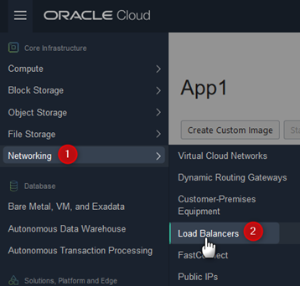 ORACLE Cloud
Core Infrastructure
Compute
Block Storage
Object Storage
File Storage
Networking 1
Database
Bare Metal, VM, and Exadata
Autonomous Data Warehouse
Autonomous Transaction Processing
Solutions, Platform and Edge
App1
Create Custom Image
Sta
Virtual Cloud Networks
Dynamic Routing Gateways
Customer-Premises
Equipment
Load Balancers 2
FastConnect
Public IPs